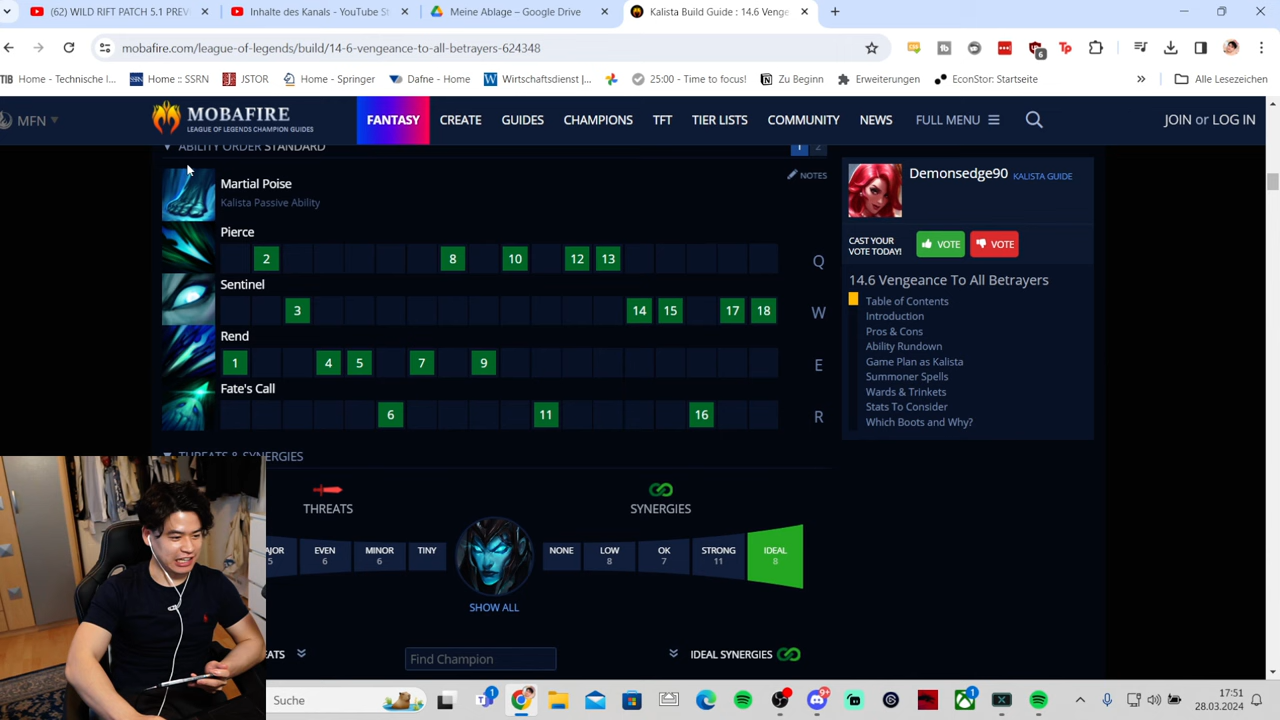 (62) WILD RIFT PATCH 5.1 PREV
Inhalte des Kanals - YouTube St
Meine Ablage – Google Drive
Kalista Build Guide : 14.6 Venge
mobafire.com/league-of-legends/build/14-6-vengeance-to-all-betrayers-624348
6
TIB Home - Technische I...
Home :: SSRN
JSTOR
Home - Springer
Dafne - Home
Wirtschaftsdienst |...
25:00 - Time to focus!
Zu Beginn
Erweiterungen
EconStor: Startseite
»
Alle Lesezeichen
MFN
MOBAFIRE
LEAGUE OF LEGENDS CHAMPION GUIDES
FANTASY
CREATE
GUIDES
CHAMPIONS
TFT
TIER LISTS
COMMUNITY
NEWS
FULL MENU
JOIN or LOG IN
ABILITY ORDER STANDARD
1 2
Martial Poise
Kalista Passive Ability
NOTES
Pierce
2 8 10 12 13 Q
Sentinel
3 14 15 17 18 W
Rend
1 4 5 7 9 E
Fate's Call
6 11 16 R
Demonsedge90 KALISTA GUIDE
CAST YOUR
VOTE TODAY!
VOTE
VOTE
14.6 Vengeance To All Betrayers
Table of Contents
Introduction
Pros & Cons
Ability Rundown
Game Plan as Kalista
Summoner Spells
Wards & Trinkets
Stats To Consider
Which Boots and Why?
THREATS & SYNERGIES
THREATS
SYNERGIES
AJOR
5
EVEN
6
MINOR
6
TINY
NONE
LOW
8
OK
7
STRONG
11
IDEAL
8
SHOW ALL
EATS
Find Champion
IDEAL SYNERGIES
Suche
1
9+
1
17:51
28.03.2024